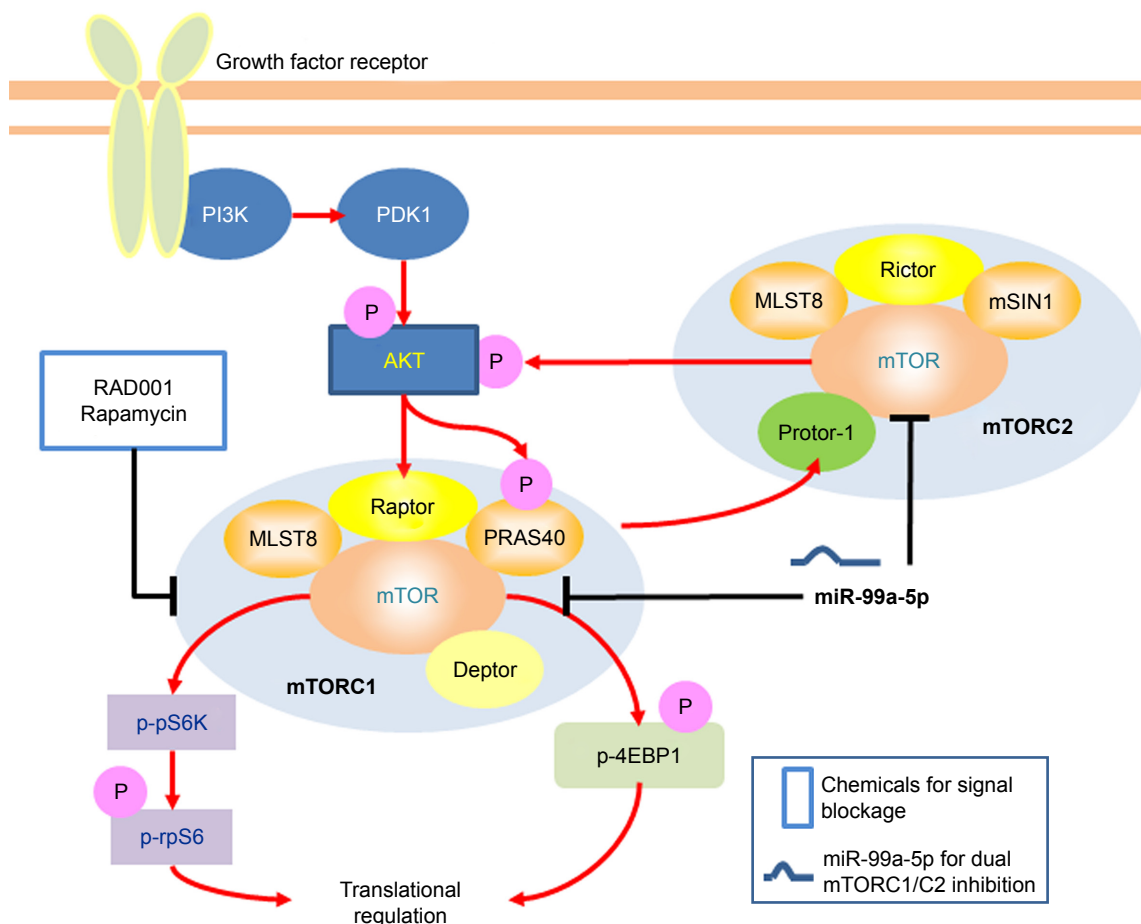 Growth factor receptor
PI3K
PDK1
P
AKT
P
RAD001
Rapamycin
MLST8
Rictor
mSIN1
mTOR
Protor-1
mTORC2
P
Raptor
MLST8
PRAS40
mTOR
Deptor
mTORC1
miR-99a-5p
p-pS6K
P
p-rpS6
P
p-4EBP1
Translational
regulation
Chemicals for signal
blockage
miR-99a-5p for dual
mTORC1/C2 inhibition